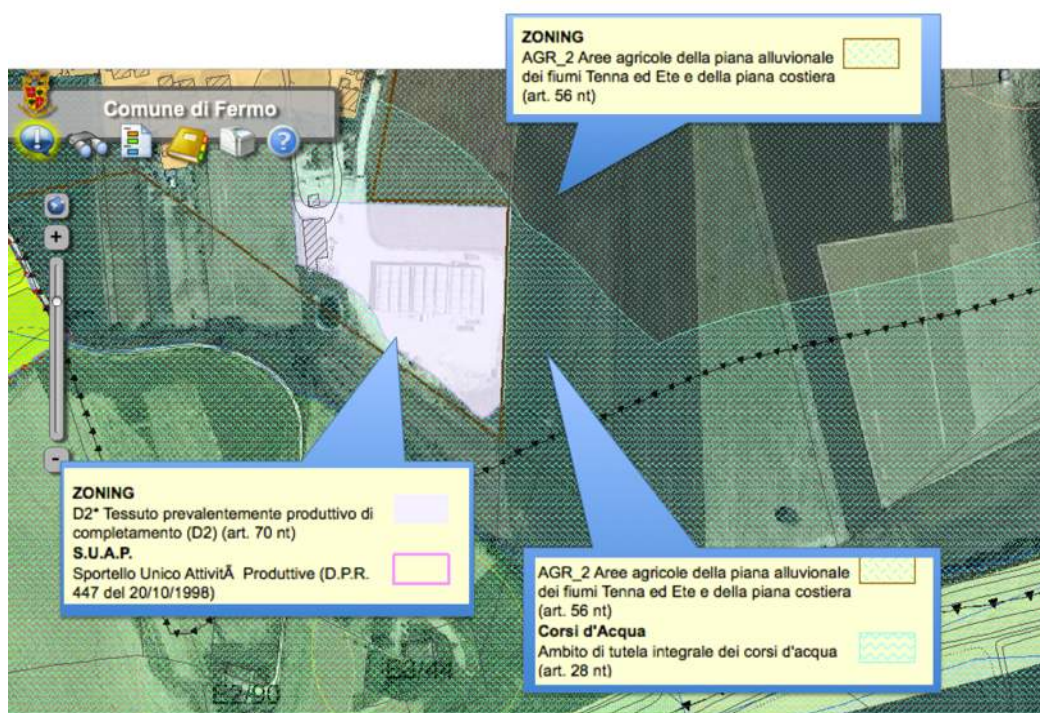 ZONING
AGR_2 Aree agricole della piana alluvionale
dei fiumi Tenna ed Ete e della piana costiera
(art. 56 nt)
Comune di Fermo
+
-
ZONING
D2* Tessuto prevalentemente produttivo di
completamento (D2) (art. 70 nt)
S.U.A.P.
Sportello Unico AttivitÃ Produttive (D.P.R.
447 del 20/10/1998)
AGR_2 Aree agricole della piana alluvionale
dei fiumi Tenna ed Ete e della piana costiera
(art. 56 nt)
Corsi d'Acqua
Ambito di tutela integrale dei corsi d'acqua
(art. 28 nt)
E2/90